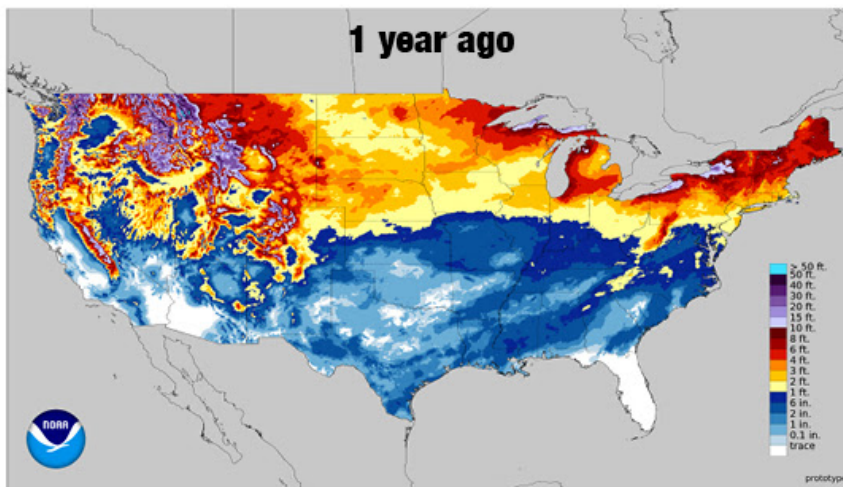 1 year ago
> 50 ft.
50 ft.
40 ft.
30 ft.
20 ft.
15 ft.
10 ft.
8 ft.
6 ft.
4 ft.
3 ft.
2 ft.
1 ft.
6 in.
2 in.
1 in.
0.1 in.
trace
NOAA
prototype